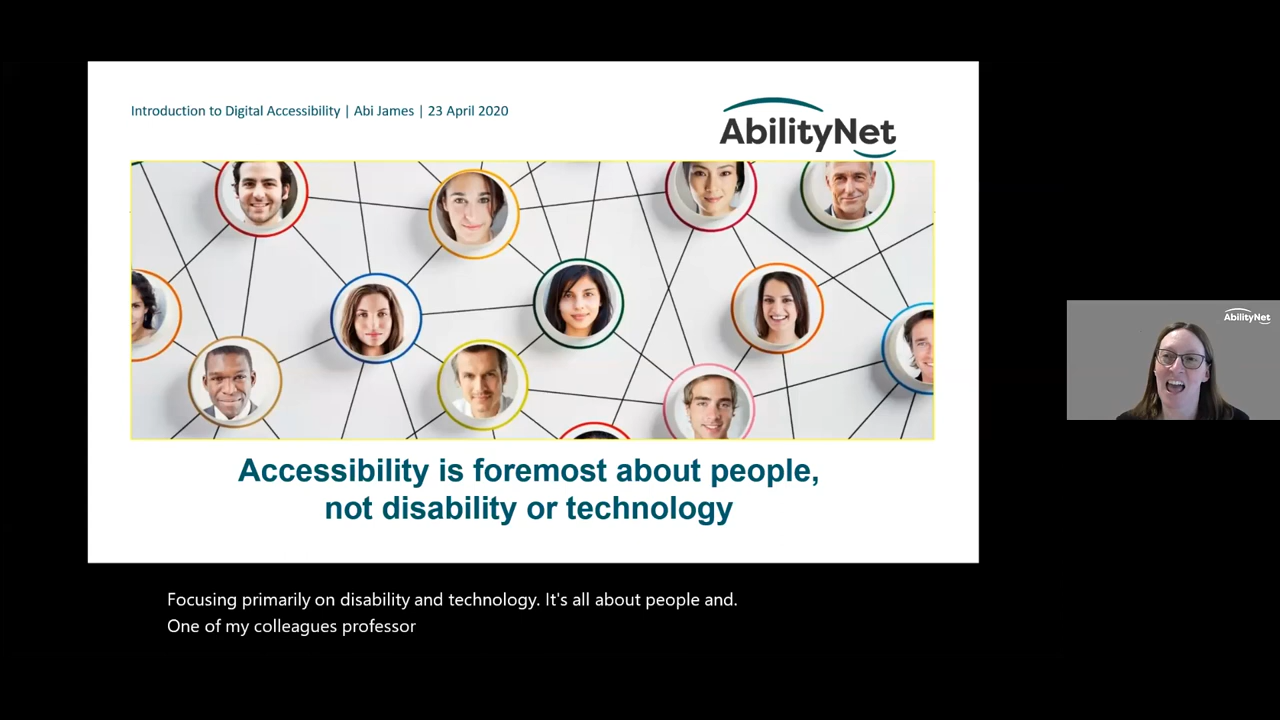 Introduction to Digital Accessibility | Abi James | 23 April 2020
AbilityNet
Accessibility is foremost about people,
not disability or technology
AbilityNet
Focusing primarily on disability and technology. It's all about people and.
One of my colleagues professor